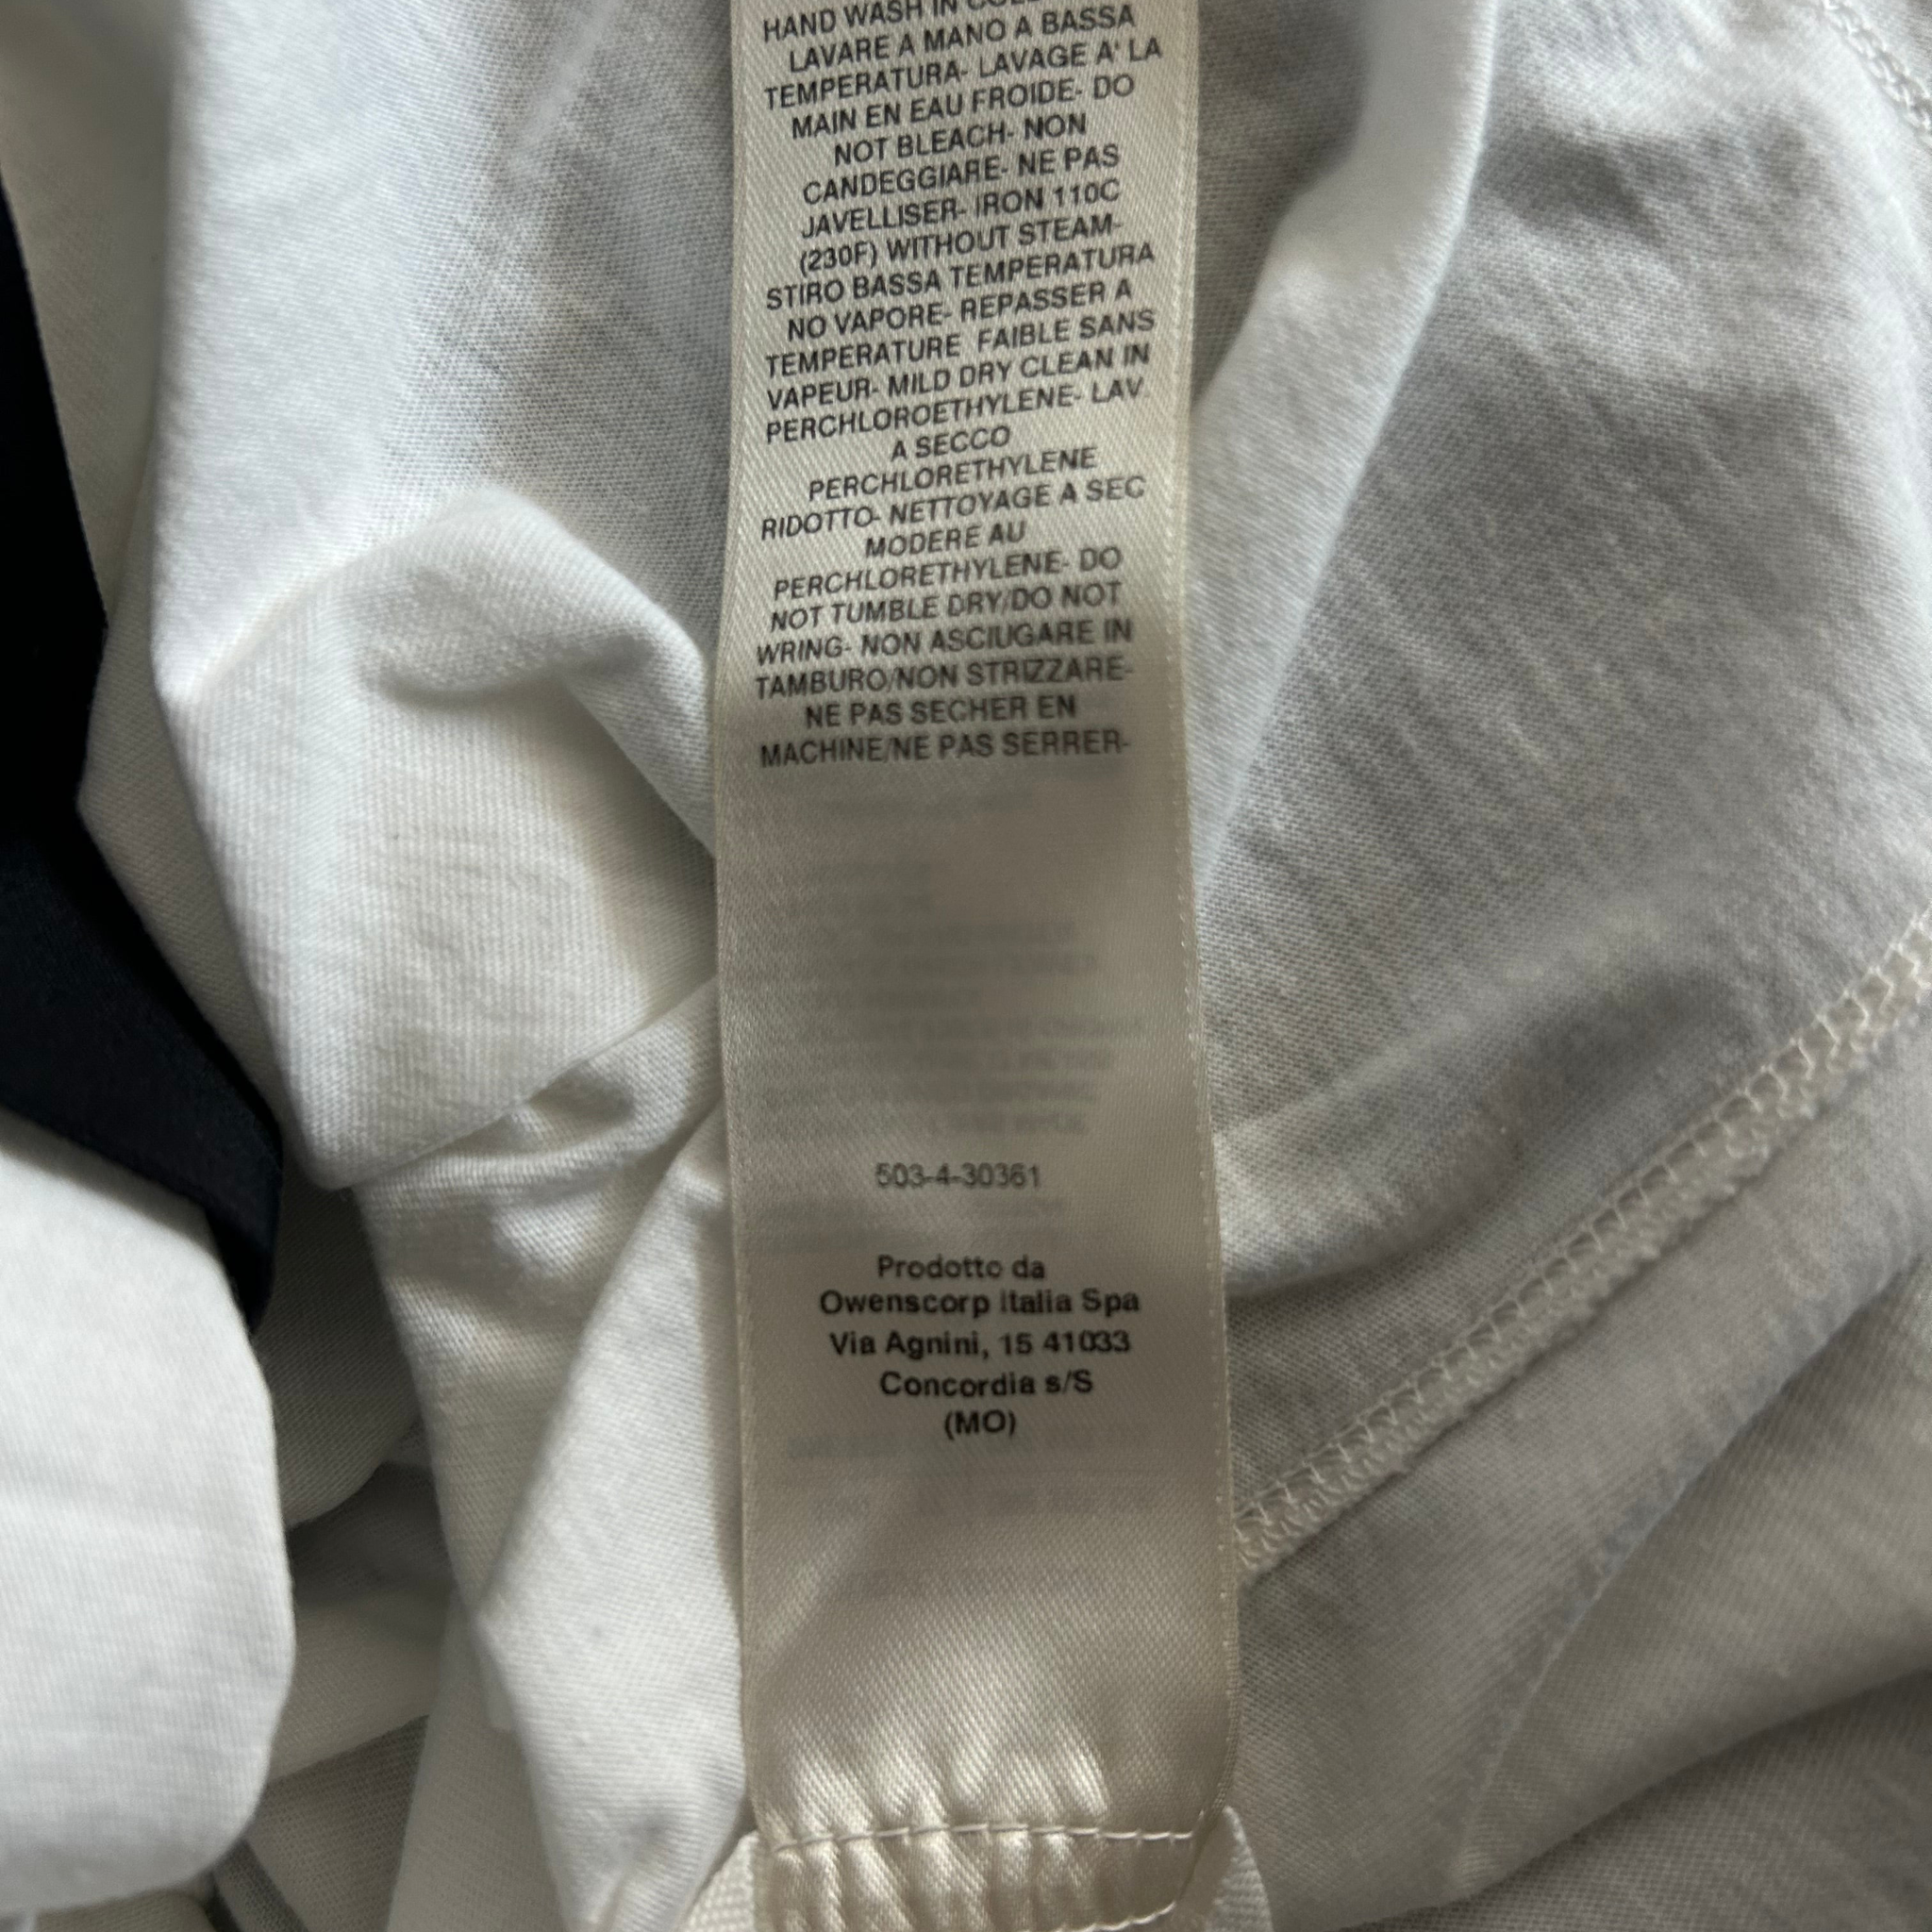 HAND WASH IN
LAVARE A MANO A BASSA
TEMPERATURA- LAVAGE A' LA
MAIN EN EAU FROIDE- DO
NOT BLEACH- NON
CANDEGGIARE- NE PAS
JAVELLISER- IRON 110C
(230F) WITHOUT STEAM-
STIRO BASSA TEMPERATURA
NO VAPORE- REPASSER A
TEMPERATURE FAIBLE SANS
VAPEUR- MILD DRY CLEAN IN
PERCHLOROETHYLENE- LAV
A SECCO
PERCHLORETHYLENE
RIDOTTO- NETTOYAGE A SEC
MODERE AU
PERCHLORETHYLENE- DO
NOT TUMBLE DRY/DO NOT
WRING- NON ASCIUGARE IN
TAMBURO/NON STRIZZARE-
NE PAS SECHER EN
MACHINE/NE PAS SERRER-
503-4-30361
Prodotto da
Owenscorp Italia Spa
Via Agnini, 15 41033
Concordia s/S
(MO)